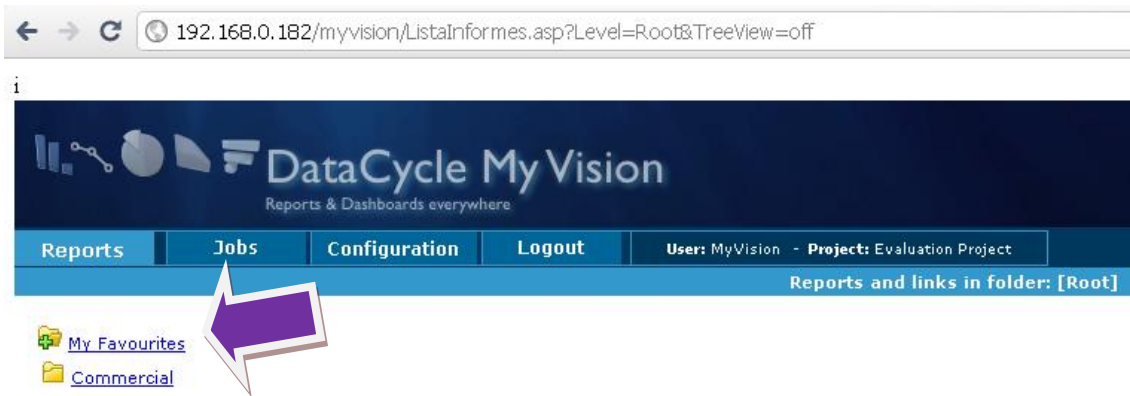 192.168.0.182/myvision/ListaInformes.asp?Level=Root&TreeView=off
i
DataCycle My Vision
Reports & Dashboards everywhere
Reports Jobs Configuration Logout User: MyVision - Project: Evaluation Project
Reports and links in folder: [Root]
My Favourites
Commercial